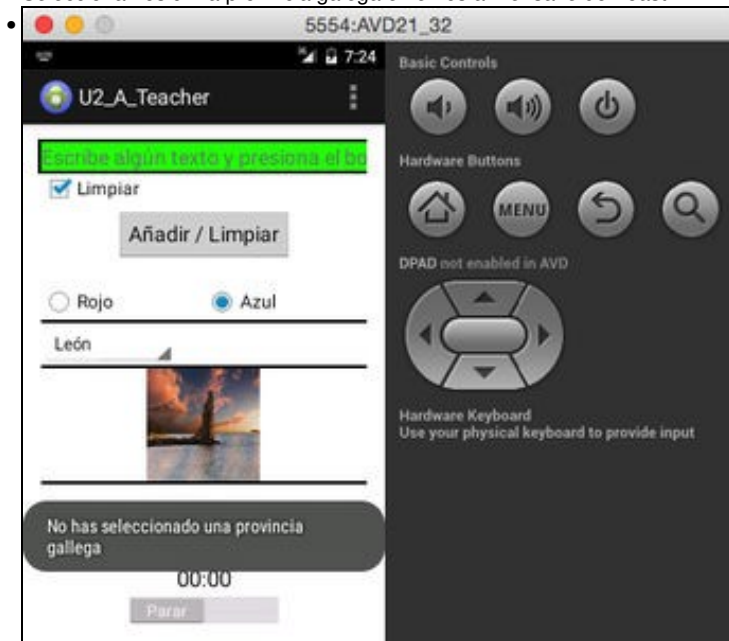 5554:AVD21_32
7:24
U2_A_Teacher
Escribe algún texto y presiona el bo
Limpiar
Añadir / Limpiar
Rojo
Azul
León
No has seleccionado una provincia
gallega
00:00
Parar
Basic Controls
Hardware Buttons
MENU
DPAD not enabled in AVD
Hardware Keyboard
Use your physical keyboard to provide input